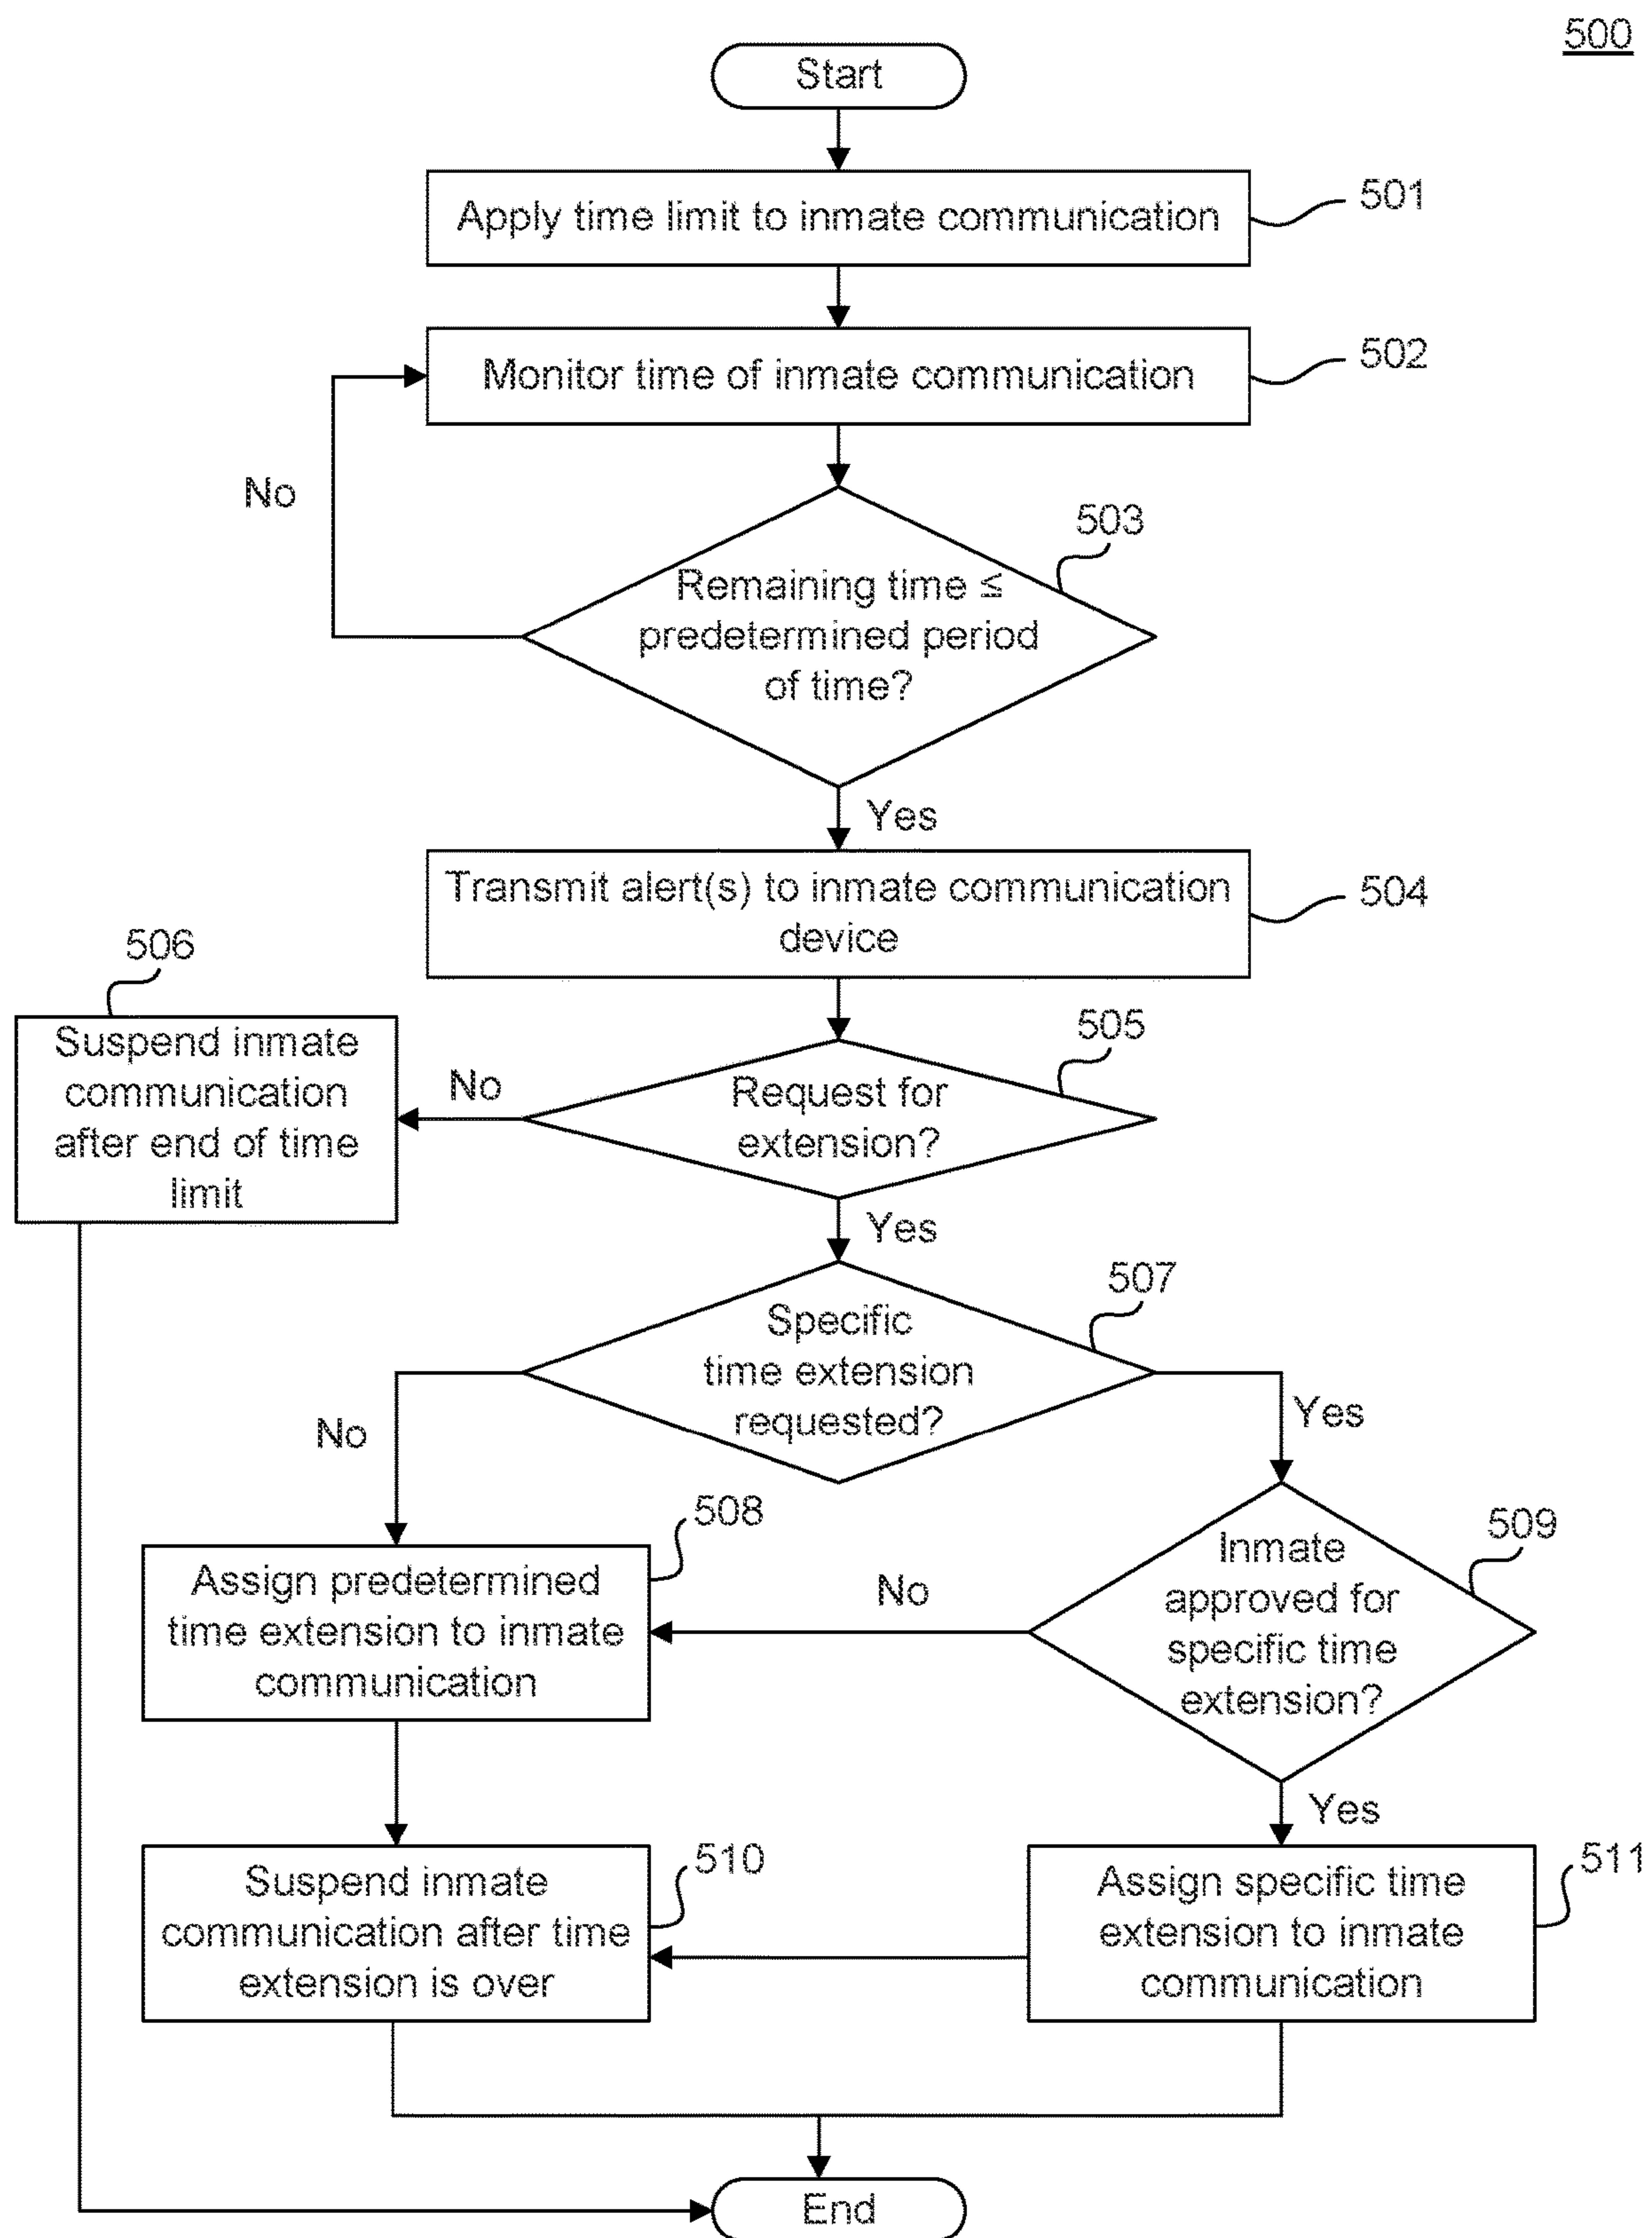 500
Start
Apply time limit to inmate communication
501
Monitor time of inmate communication
502
No
503
Remaining time ≤
predetermined period
of time?
Yes
Transmit alert(s) to inmate communication
device
504
506
Suspend inmate
communication
after end of time
limit
No
505
Request for
extension?
Yes
507
Specific
time extension
requested?
No
Yes
508
Assign predetermined
time extension to inmate
communication
No
509
Inmate
approved for
specific time
extension?
Yes
510
Suspend inmate
communication after time
extension is over
511
Assign specific time
extension to inmate
communication
End